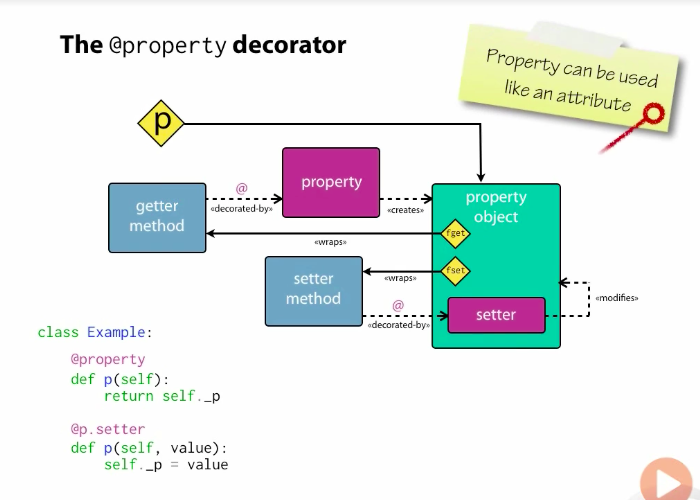 The @property decorator
Property can be used
like an attribute
p
@
«decorated-by»
property
«creates»
property
object
getter
method
fget
«wraps»
fset
«wraps»
setter
method
@
«decorated-by»
setter
«modifies»
class Example:
@property
def p(self):
return self._p
@p.setter
def p(self, value):
self._p = value